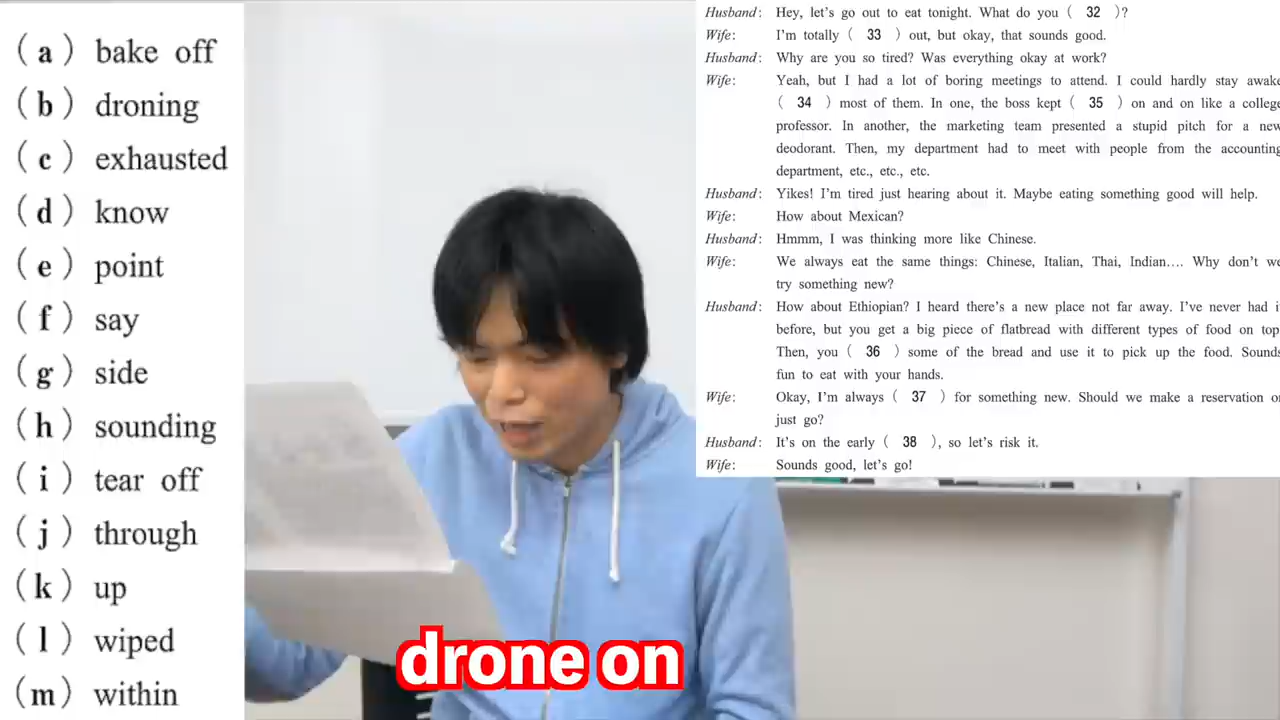 ( a ) bake off
( b ) droning
( c ) exhausted
( d ) know
( e ) point
( f ) say
( g ) side
( h ) sounding
( i ) tear off
( j ) through
( k ) up
( l ) wiped
( m ) within
Husband: Hey, let's go out to eat tonight. What do you ( 32 )?
Wife: I'm totally ( 33 ) out, but okay, that sounds good.
Husband: Why are you so tired? Was everything okay at work?
Wife: Yeah, but I had a lot of boring meetings to attend. I could hardly stay awake
( 34 ) most of them. In one, the boss kept ( 35 ) on and on like a college
professor. In another, the marketing team presented a stupid pitch for a new
deodorant. Then, my department had to meet with people from the accounting
department, etc., etc., etc.
Husband: Yikes! I'm tired just hearing about it. Maybe eating something good will help.
Wife: How about Mexican?
Husband: Hmmm, I was thinking more like Chinese.
Wife: We always eat the same things: Chinese, Italian, Thai, Indian.... Why don't we
try something new?
Husband: How about Ethiopian? I heard there's a new place not far away. I've never had i
before, but you get a big piece of flatbread with different types of food on top
Then, you ( 36 ) some of the bread and use it to pick up the food. Sounds
fun to eat with your hands.
Wife: Okay, I'm always ( 37 ) for something new. Should we make a reservation o
just go?
Husband: It's on the early ( 38 ), so let's risk it.
Wife: Sounds good, let's go!
drone on